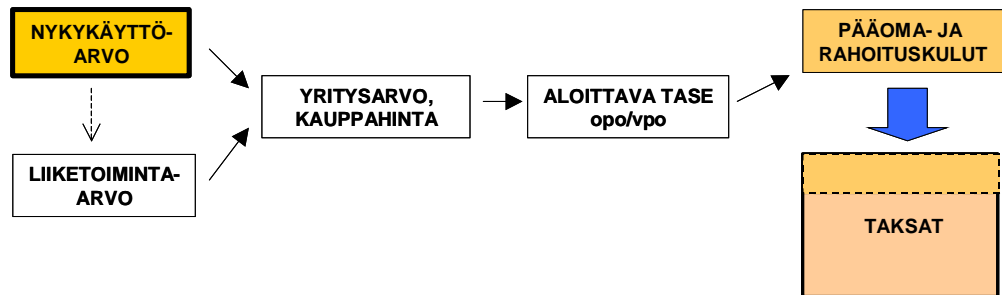 NYKYKÄYTTÖ-
ARVO
LIIKETOIMINTA-
ARVO
YRITYSARVO,
KAUPPAHINTA
ALOITTAVA TASE
opo/vpo
PÄÄOMA- JA
RAHOITUSKULUT
TAKSAT